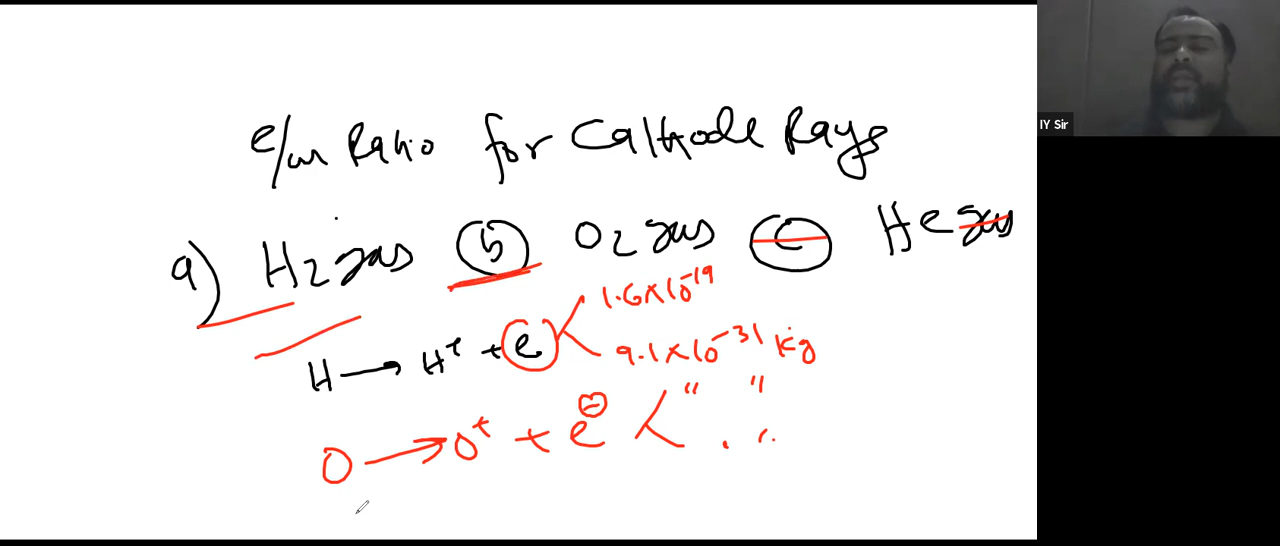 e/m Ratio for Cathode Rays
a) H2 gas (b) O2 gas (c) He gas
1.6×10⁻¹⁹
H → H⁺ + e
9.1×10⁻³¹ kg
O → O⁺ + e⊖ < " "
IY Sir